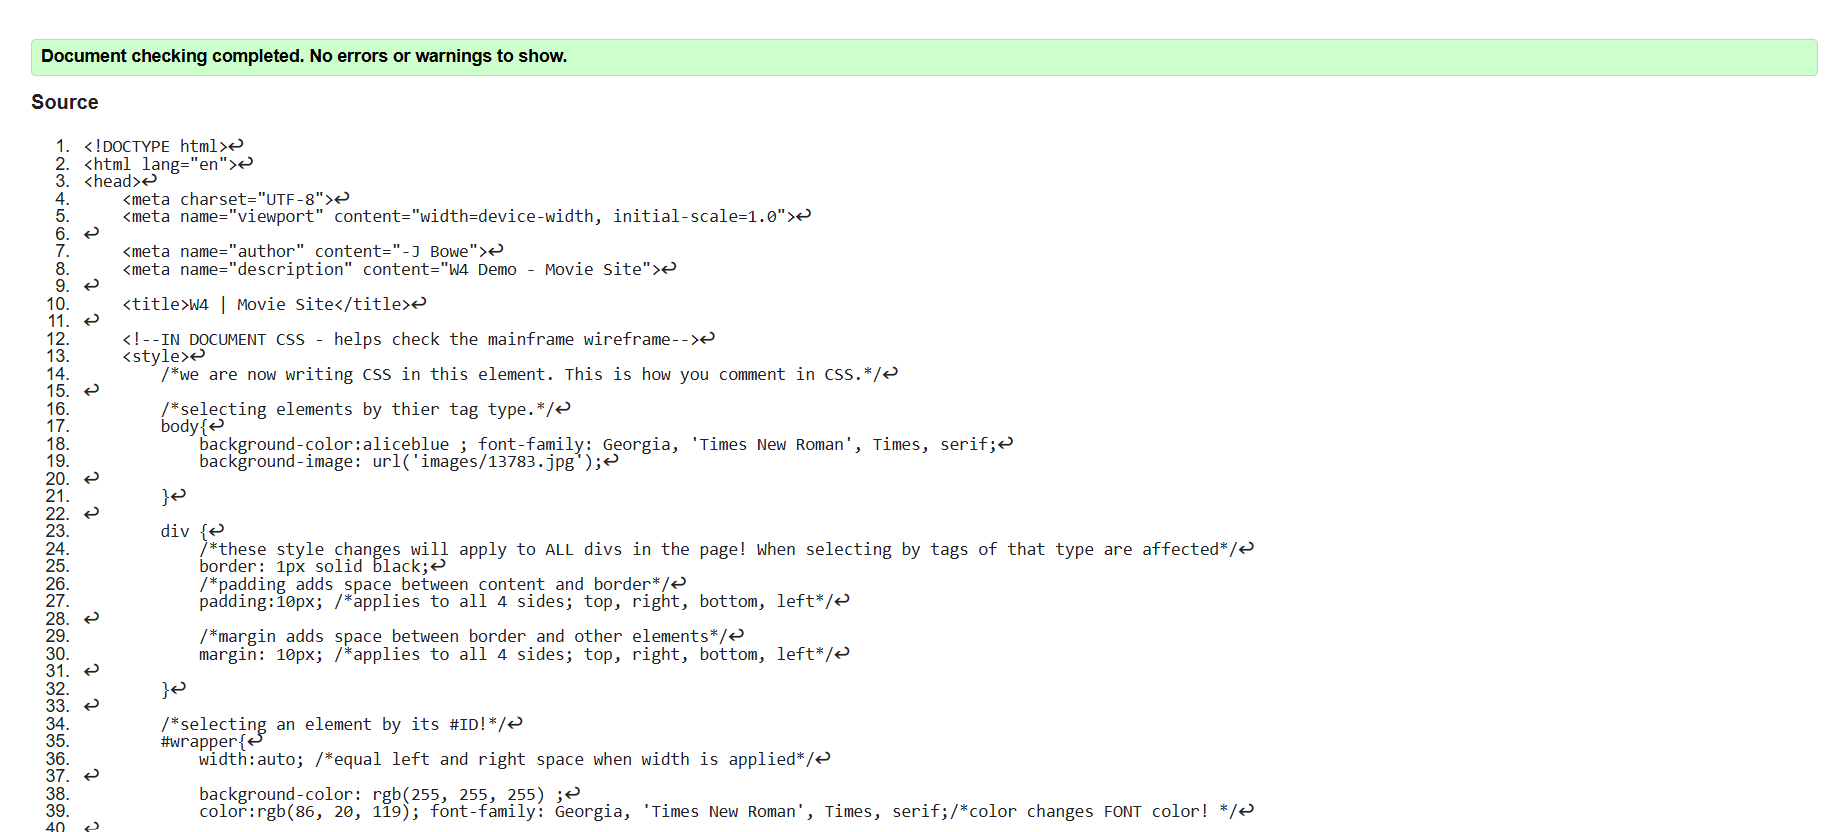 Document checking completed. No errors or warnings to show.
Source
1. <!DOCTYPE html>↩
2. <html lang="en">↩
3. <head>↩
4.     <meta charset="UTF-8">↩
5.     <meta name="viewport" content="width=device-width, initial-scale=1.0">↩
6. ↩
7.     <meta name="author" content="-J Bowe">↩
8.     <meta name="description" content="W4 Demo - Movie Site">↩
9. ↩
10.     <title>W4 | Movie Site</title>↩
11. ↩
12.     <!--IN DOCUMENT CSS - helps check the mainframe wireframe-->↩
13.     <style>↩
14.         /*we are now writing CSS in this element. This is how you comment in CSS.*/↩
15. ↩
16.         /*selecting elements by thier tag type.*/↩
17.         body{↩
18.             background-color:aliceblue ; font-family: Georgia, 'Times New Roman', Times, serif;↩
19.             background-image: url('images/13783.jpg');↩
20. ↩
21.         }↩
22. ↩
23.         div {↩
24.             /*these style changes will apply to ALL divs in the page! When selecting by tags of that type are affected*/↩
25.             border: 1px solid black;↩
26.             /*padding adds space between content and border*/↩
27.             padding:10px; /*applies to all 4 sides; top, right, bottom, left*/↩
28. ↩
29.             /*margin adds space between border and other elements*/↩
30.             margin: 10px; /*applies to all 4 sides; top, right, bottom, left*/↩
31. ↩
32.         }↩
33. ↩
34.         /*selecting an element by its #ID!*/↩
35.         #wrapper{↩
36.             width:auto; /*equal left and right space when width is applied*/↩
37. ↩
38.             background-color: rgb(255, 255, 255) ;↩
39.             color:rgb(86, 20, 119); font-family: Georgia, 'Times New Roman', Times, serif;/*color changes FONT color! */↩
40. ↩